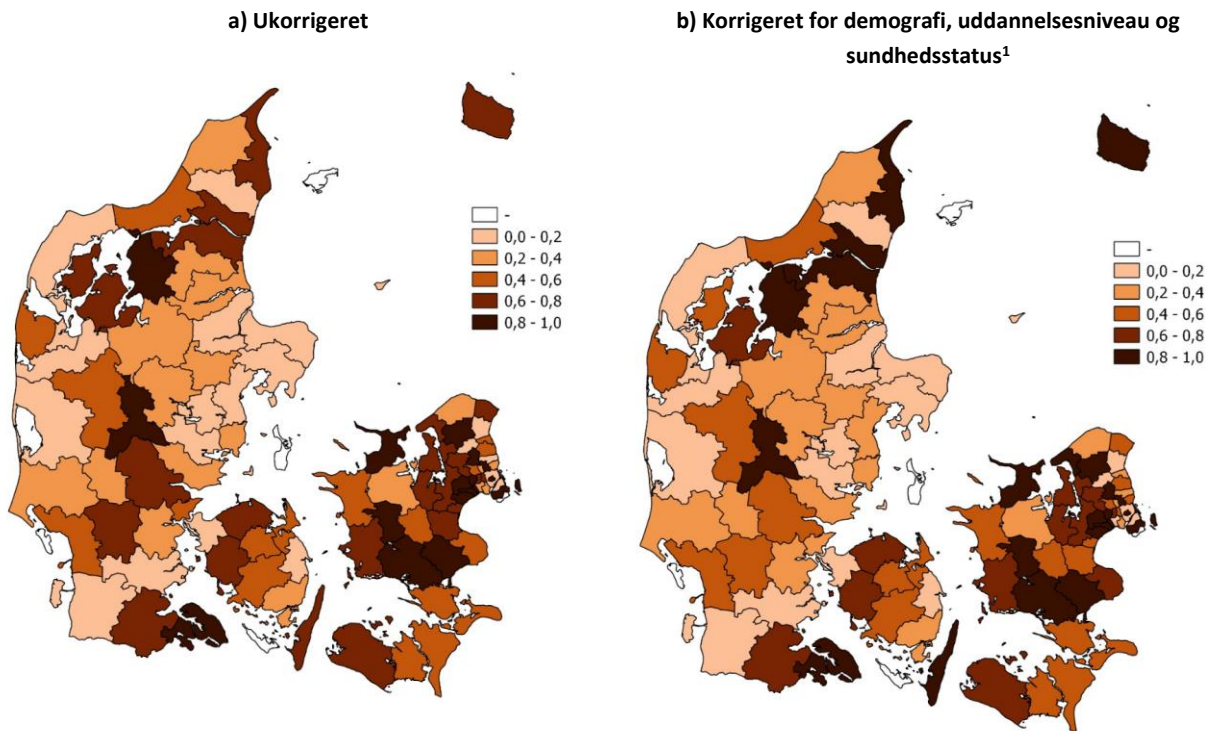 a) Ukorrigeret
b) Korrigeret for demografi, uddannelsesniveau og
sundhedsstatus¹
-
0,0 - 0,2
0,2 - 0,4
0,4 - 0,6
0,6 - 0,8
0,8 - 1,0
-
0,0 - 0,2
0,2 - 0,4
0,4 - 0,6
0,6 - 0,8
0,8 - 1,0